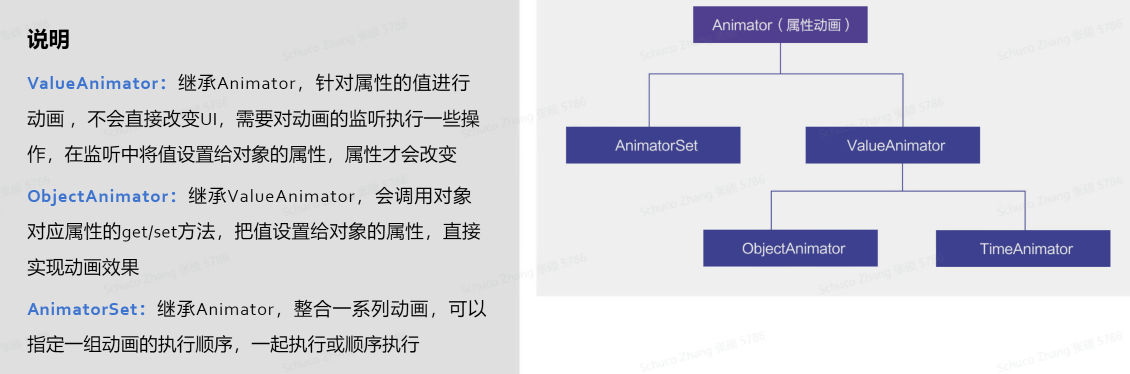 说明
ValueAnimator：继承Animator，针对属性的值进行
动画 ，不会直接改变UI，需要对动画的监听执行一些操
作，在监听中将值设置给对象的属性，属性才会改变
ObjectAnimator：继承ValueAnimator，会调用对象
对应属性的get/set方法，把值设置给对象的属性，直接
实现动画效果
AnimatorSet：继承Animator，整合一系列动画，可以
指定一组动画的执行顺序，一起执行或顺序执行
Animator（属性动画）
AnimatorSet
ValueAnimator
ObjectAnimator
TimeAnimator